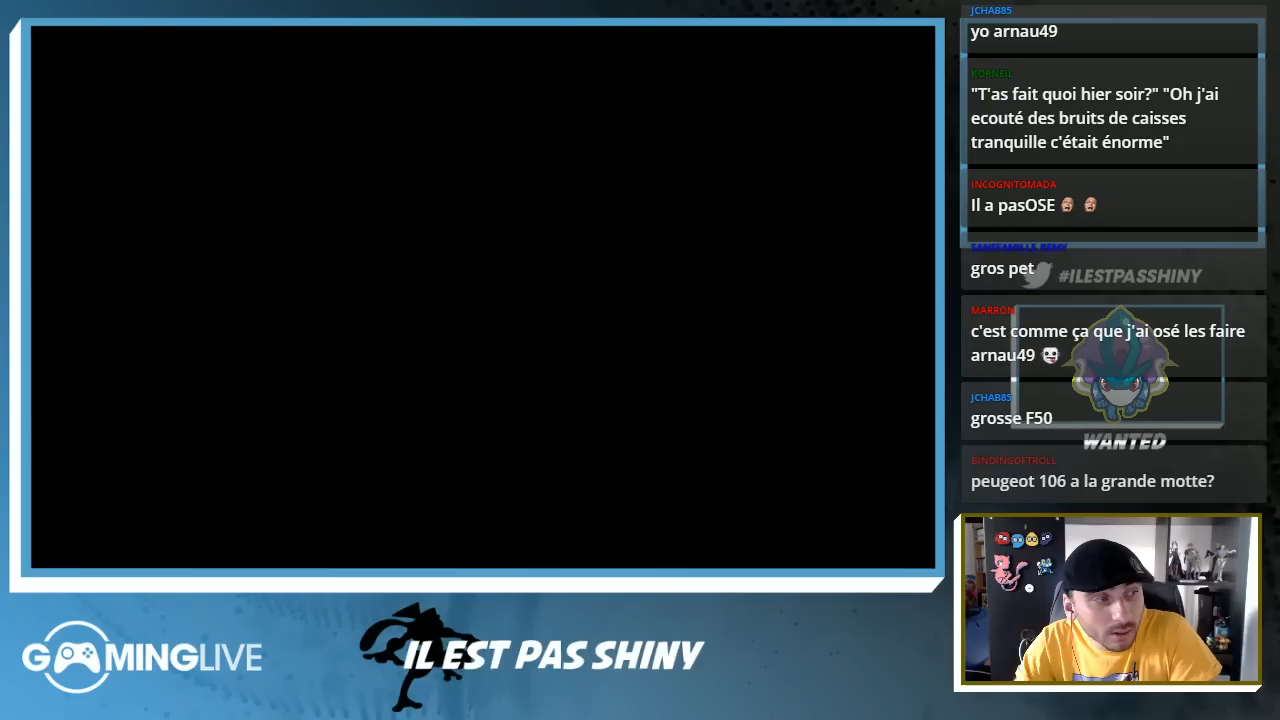 JCHAB85
yo arnau49
KORNEIL
"T'as fait quoi hier soir?" "Oh j'ai
ecouté des bruits de caisses
tranquille c'était énorme"
INCOGNITOMADA
Il a pasOSE
SANSFAMILLE_REMY
gros pet
#ILESTPASSHINY
MARRON
c'est comme ça que j'ai osé les faire
arnau49
JCHAB85
grosse F50
WANTED
BINDINGOFTROLL
peugeot 106 a la grande motte?
GAMINGLIVE
IL EST PAS SHINY